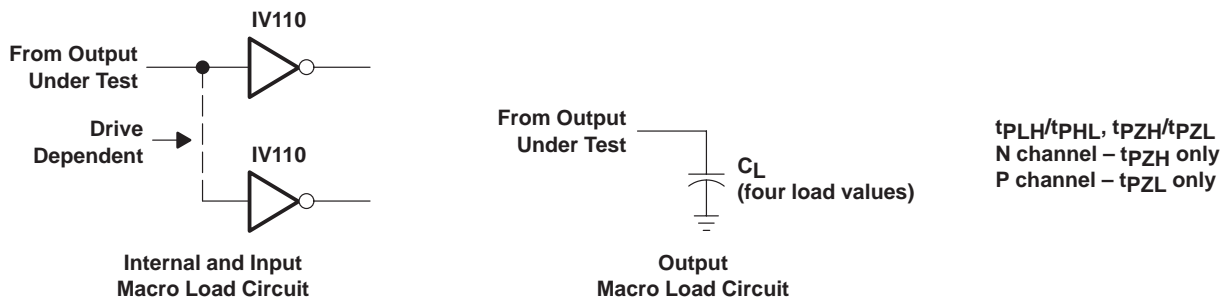 IV110
From Output
Under Test
Drive
Dependent
IV110
Internal and Input
Macro Load Circuit
From Output
Under Test
CL
(four load values)
Output
Macro Load Circuit
tPLH/tPHL, tPZH/tPZL
N channel – tPZH only
P channel – tPZL only